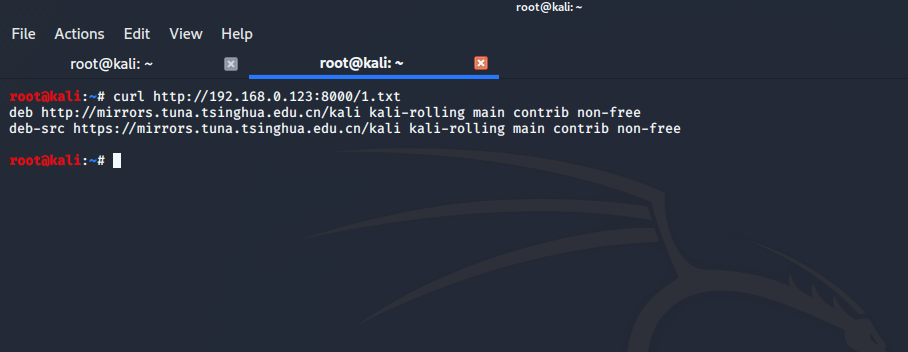 root@kali: ~
File Actions Edit View Help
root@kali: ~ root@kali: ~
root@kali:~# curl http://192.168.0.123:8000/1.txt
deb http://mirrors.tuna.tsinghua.edu.cn/kali kali-rolling main contrib non-free
deb-src https://mirrors.tuna.tsinghua.edu.cn/kali kali-rolling main contrib non-free
root@kali:~#